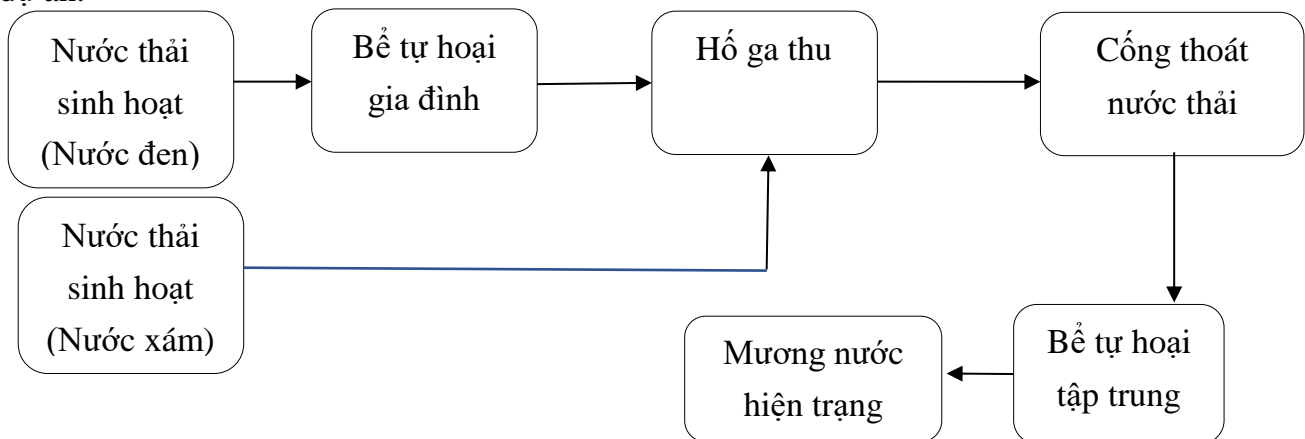 Nước thải
sinh hoạt
(Nước đen)
Bể tự hoại
gia đình
Hố ga thu
Cống thoát
nước thải
Nước thải
sinh hoạt
(Nước xám)
Mương nước
hiện trạng
Bể tự hoại
tập trung